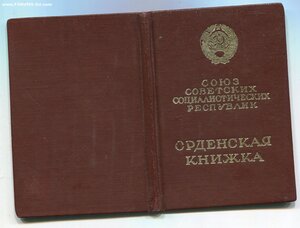 СОЮЗ
СОВЕТСКИХ
СОЦИАЛИСТИЧЕСКИХ
РЕСПУБЛИК
ОРДЕНСКАЯ
КНИЖКА